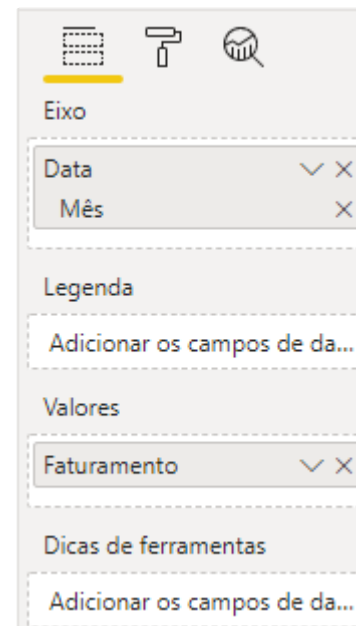 Eixo
Data
Mês
Legenda
Adicionar os campos de da...
Valores
Faturamento
Dicas de ferramentas
Adicionar os campos de da...